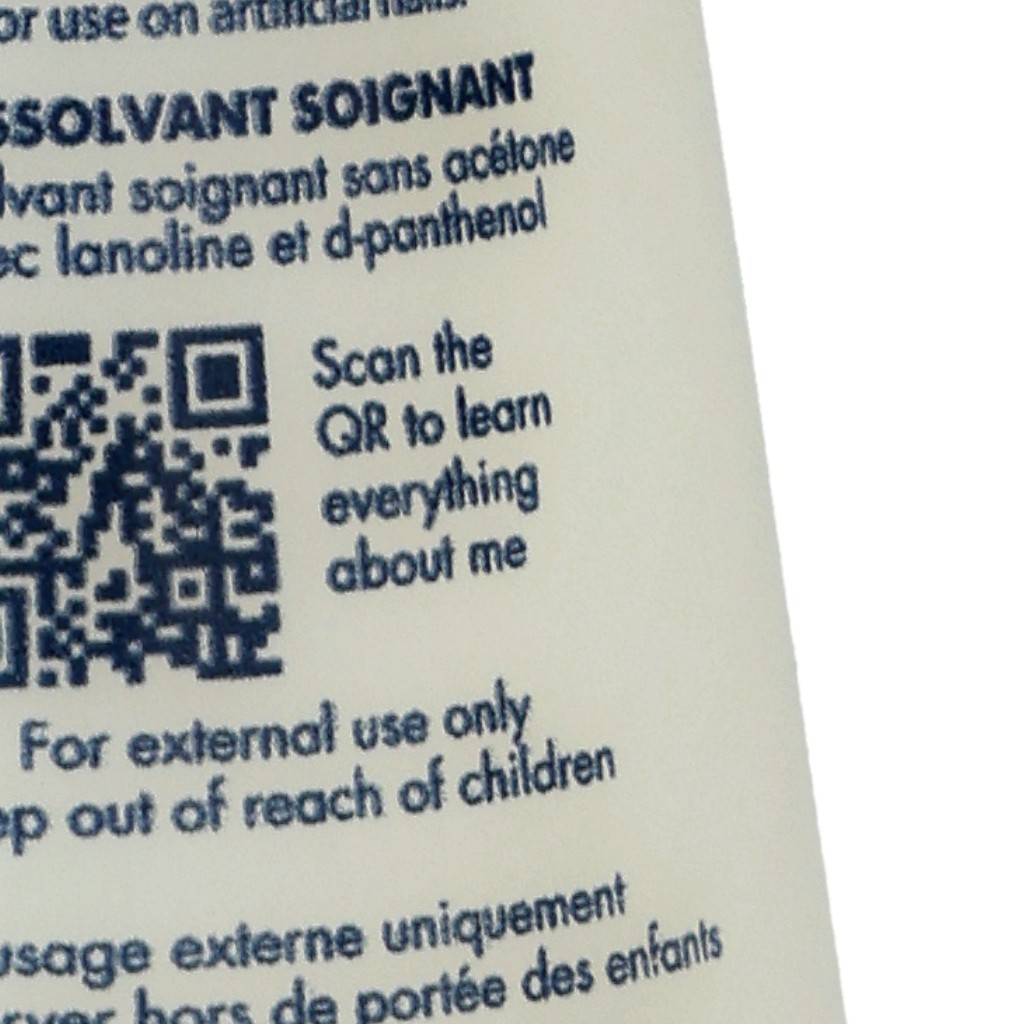 or use on artificial nails.
SSOLVANT SOIGNANT
lvant soignant sans acétone
ec lanoline et d-panthenol
Scan the
QR to learn
everything
about me
For external use only
ep out of reach of children
usage externe uniquement
rver hors de portée des enfants